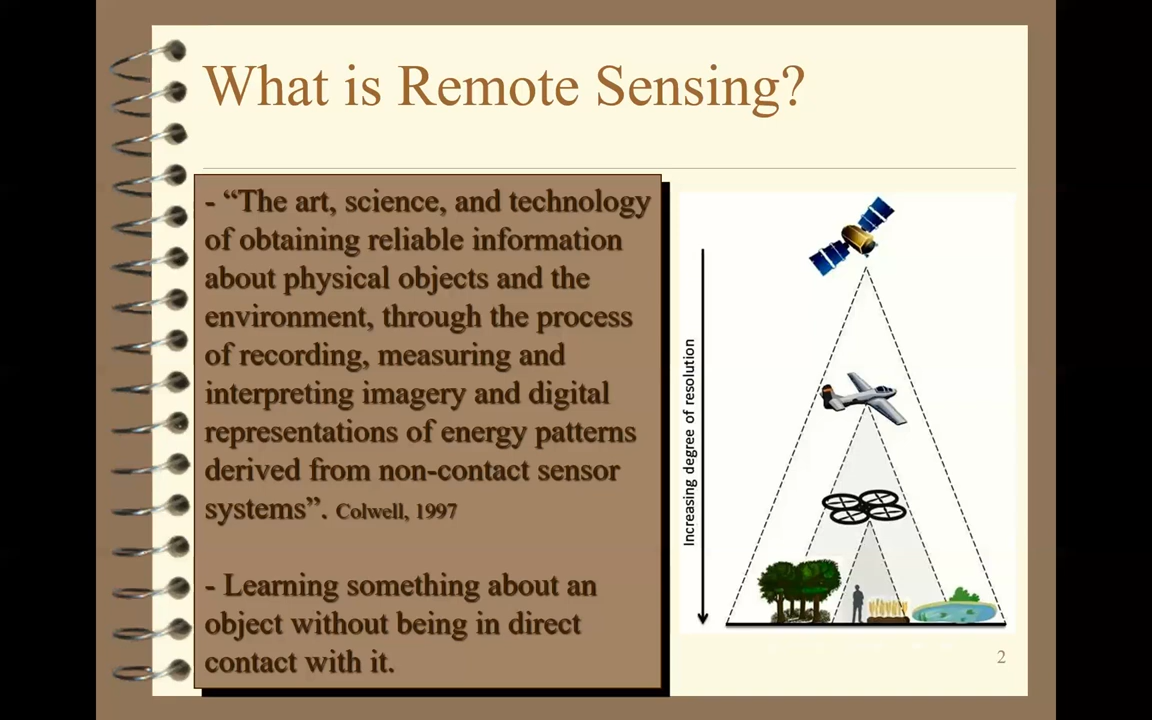 What is Remote Sensing?
- “The art, science, and technology
of obtaining reliable information
about physical objects and the
environment, through the process
of recording, measuring and
interpreting imagery and digital
representations of energy patterns
derived from non-contact sensor
systems”. Colwell, 1997
- Learning something about an
object without being in direct
contact with it.
Increasing degree of resolution
2